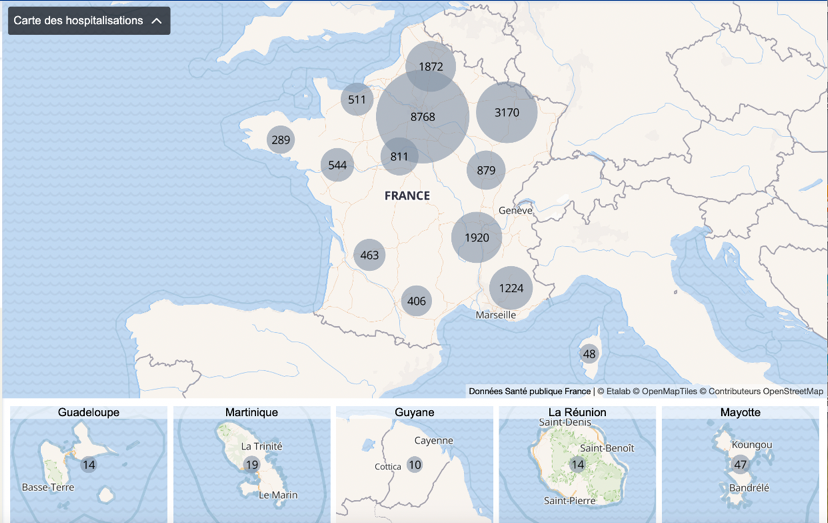 Carte des hospitalisations
1872
511
8768
3170
289
544
811
879
FRANCE
Genève
1920
463
1224
406
Marseille
48
Données Santé publique France | © Etalab © OpenMapTiles © Contributeurs OpenStreetMap
Guadeloupe
14
Basse-Terre
Martinique
La Trinité
19
Le Marin
Guyane
Cayenne
Cottica
10
La Réunion
Saint-Denis
Saint-Benoît
14
Saint-Pierre
Mayotte
Koungou
47
Bandrélé